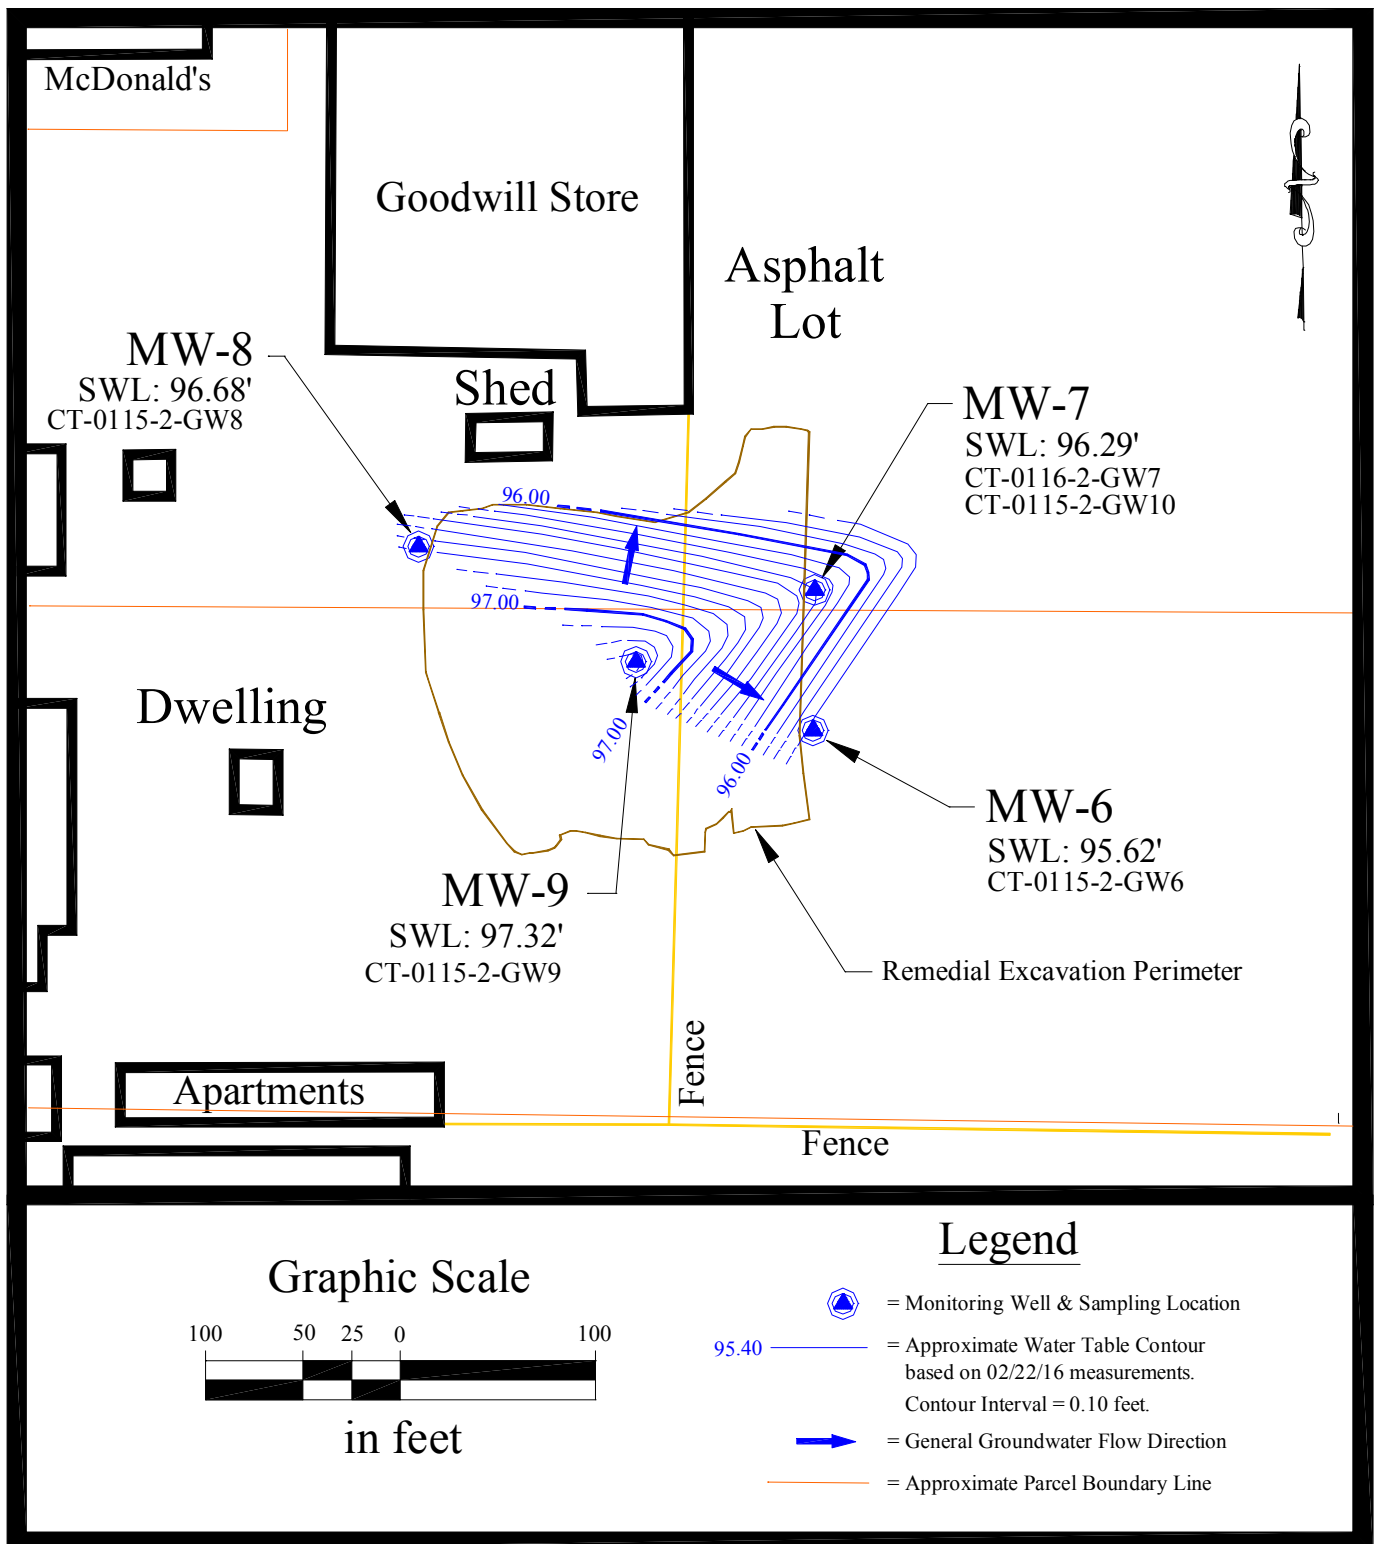 McDonald's
Goodwill Store
Asphalt
Lot
MW-8
SWL: 96.68'
CT-0115-2-GW8
Shed
MW-7
SWL: 96.29'
CT-0116-2-GW7
CT-0115-2-GW10
96.00
97.00
Dwelling
97.00
96.00
MW-6
SWL: 95.62'
CT-0115-2-GW6
MW-9
SWL: 97.32'
CT-0115-2-GW9
Remedial Excavation Perimeter
Fence
Apartments
Fence
Graphic Scale
100 50 25 0 100
in feet
Legend
= Monitoring Well & Sampling Location
95.40
= Approximate Water Table Contour
based on 02/22/16 measurements.
Contour Interval = 0.10 feet.
= General Groundwater Flow Direction
= Approximate Parcel Boundary Line